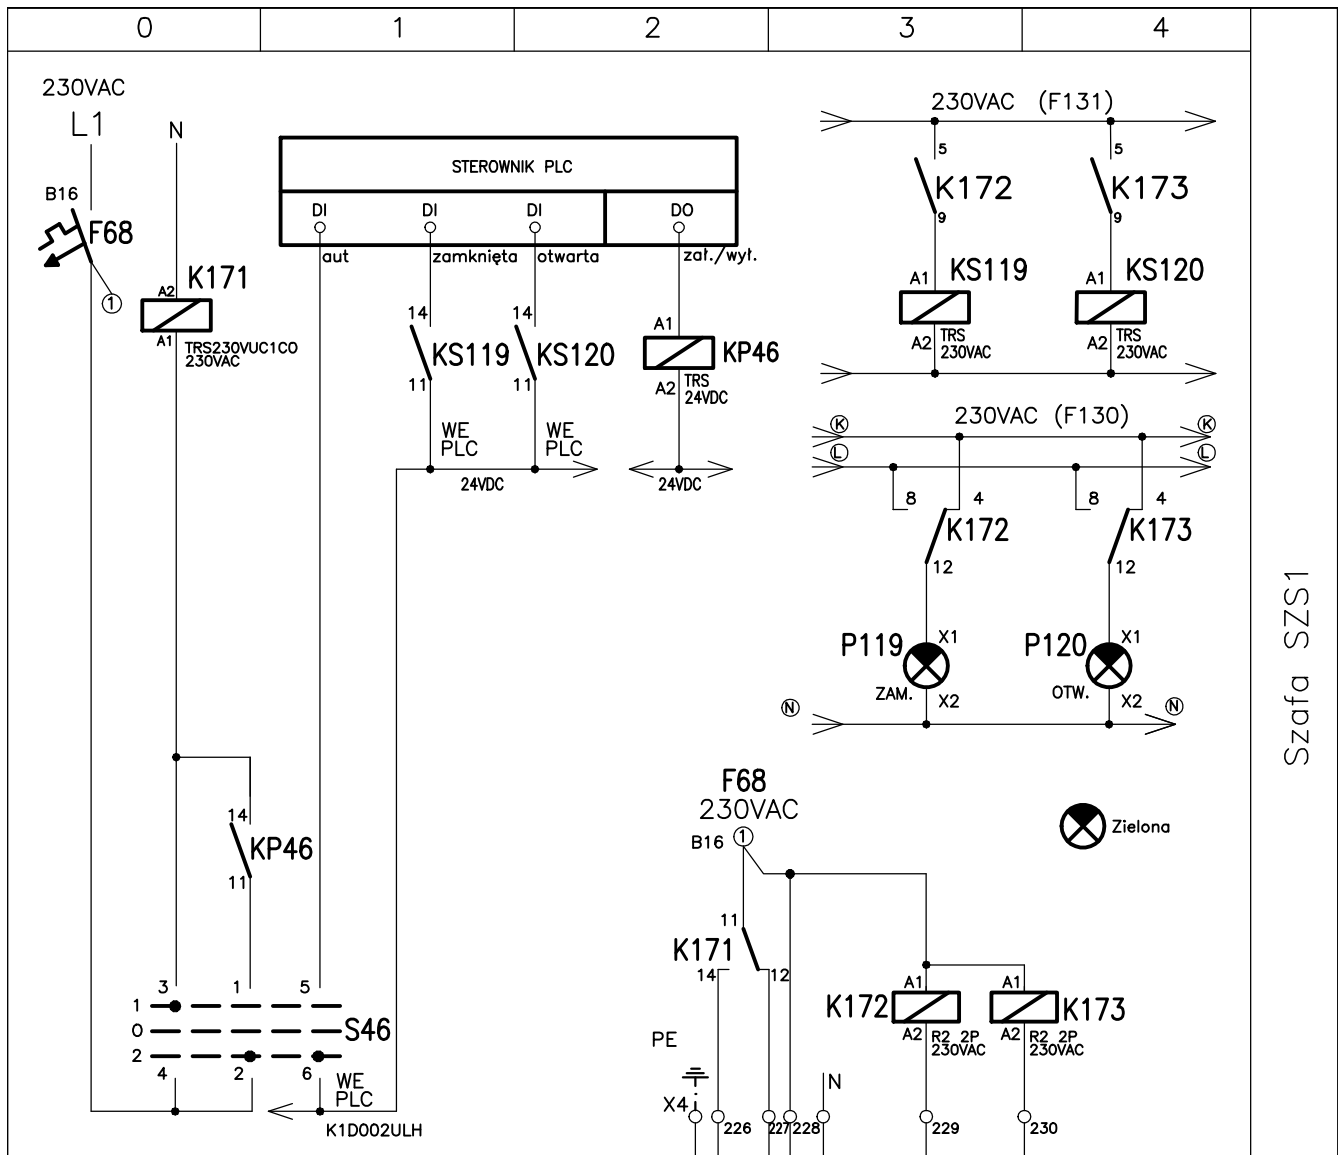 0 1 2 3 4
230VAC
L1
N
B16
F68
1
A2
K171
A1
TRS230VUC1CO
230VAC
STEROWNIK PLC
DI DI DI DO
aut zamknięta otwarta zał./wył.
14 14
KS119 KS120
11 11
A1
KP46
A2
TRS
24VDC
WE
PLC
WE
PLC
24VDC 24VDC
230VAC (F131)
5 5
K172 K173
9 9
A1 KS119 A1 KS120
A2 TRS
230VAC
A2 TRS
230VAC
230VAC (F130)
K K
L L
8 4 8 4
K172 K173
12 12
P119 X1 P120 X1
ZAM. X2 OTW. X2
N N
Zielona
Szafa SZS1
14
KP46
11
3 1 5
1
0 S46
2
4 2 6
WE
PLC
K1D002ULH
F68
230VAC
B16 1
11
K171
14 12
PE
N
X4
226 227 228 229 230
A1 A1
K172 K173
A2 R2 2P
230VAC
A2 R2 2P
230VAC